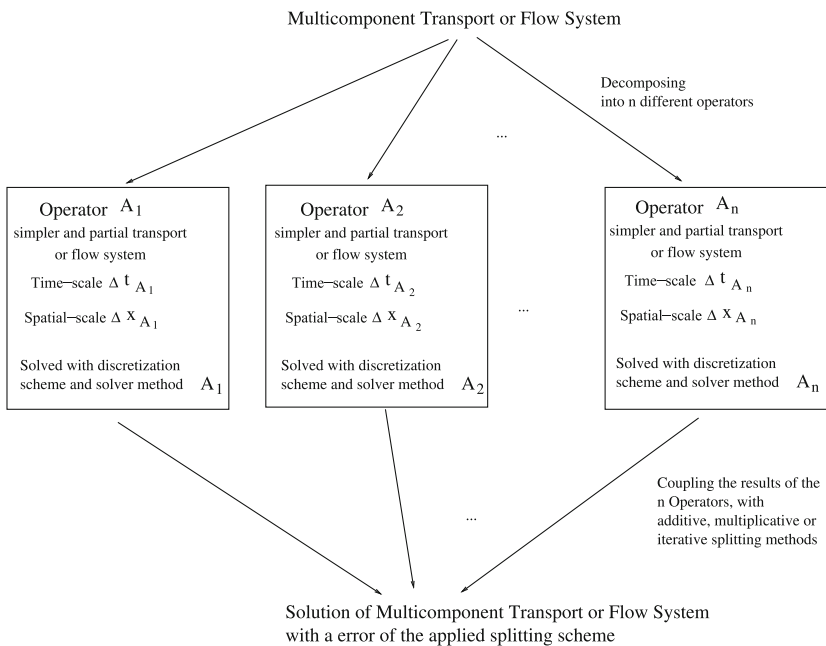 Multicomponent Transport or Flow System
Decomposing
into n different operators
...
Operator A1
simpler and partial transport
or flow system
Time–scale Δ t A1
Spatial–scale Δ x A1
Solved with discretization
scheme and solver method A1
Operator A2
simpler and partial transport
or flow system
Time–scale Δ t A2
Spatial–scale Δ x A2
Solved with discretization
scheme and solver method A2
...
Operator An
simpler and partial transport
or flow system
Time–scale Δ t An
Spatial–scale Δ x An
Solved with discretization
scheme and solver method An
Coupling the results of the
n Operators, with
additive, multiplicative or
iterative splitting methods
...
Solution of Multicomponent Transport or Flow System
with a error of the applied splitting scheme